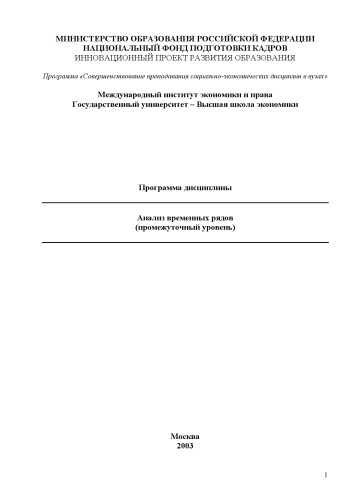 МИНИСТЕРСТВО ОБРАЗОВАНИЯ РОССИЙСКОЙ ФЕДЕРАЦИИ
НАЦИОНАЛЬНЫЙ ФОНД ПОДГОТОВКИ КАДРОВ
ИННОВАЦИОННЫЙ ПРОЕКТ РАЗВИТИЯ ОБРАЗОВАНИЯ
Программа «Совершенствование преподавания социально-экономических дисциплин в вузах»
Международный институт экономики и права
Государственный университет – Высшая школа экономики
Программа дисциплины
Анализ временных рядов
(промежуточный уровень)
Москва
2003
1